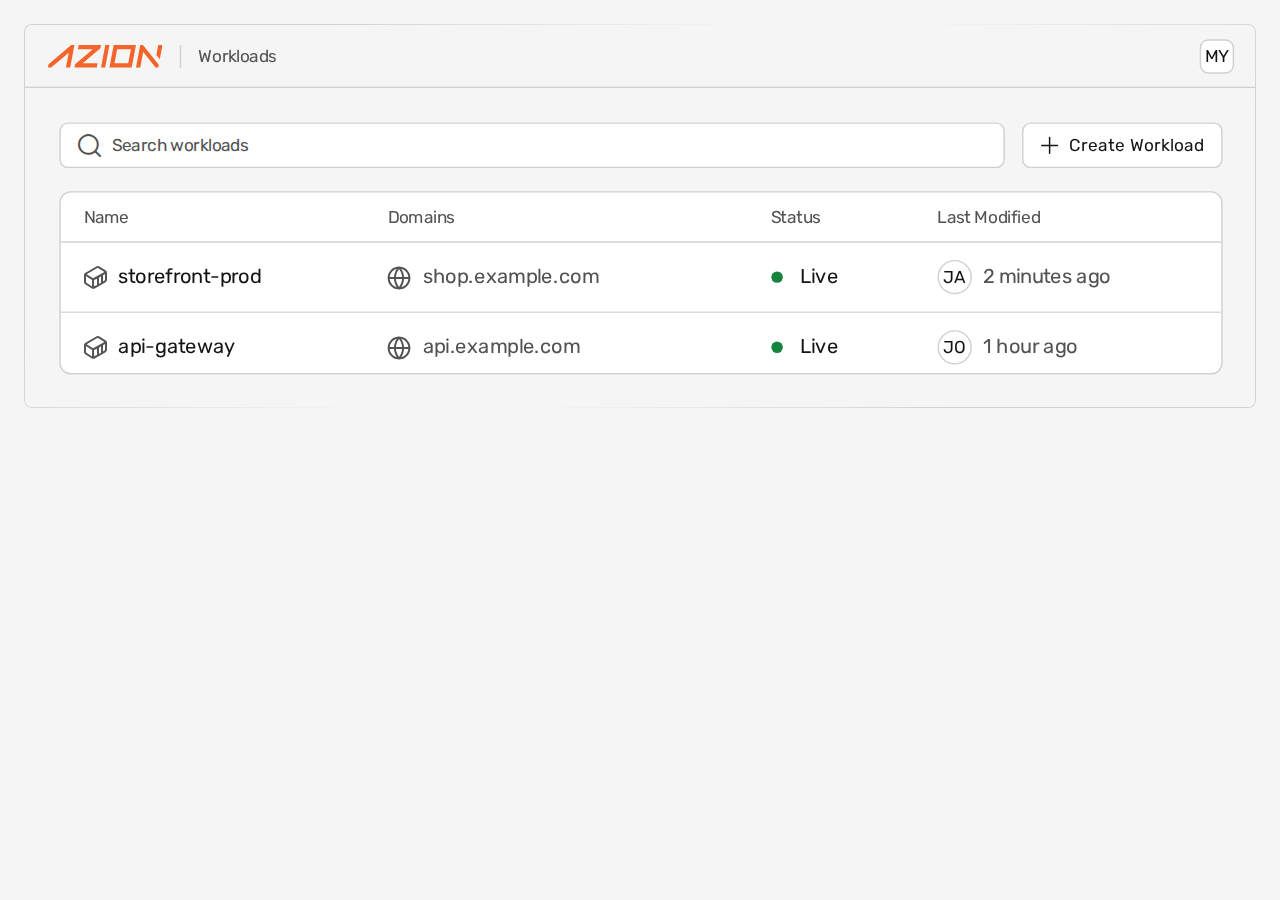 AZION Workloads MY
Search workloads Create Workload
Name Domains Status Last Modified
storefront-prod shop.example.com Live JA 2 minutes ago
api-gateway api.example.com Live JO 1 hour ago